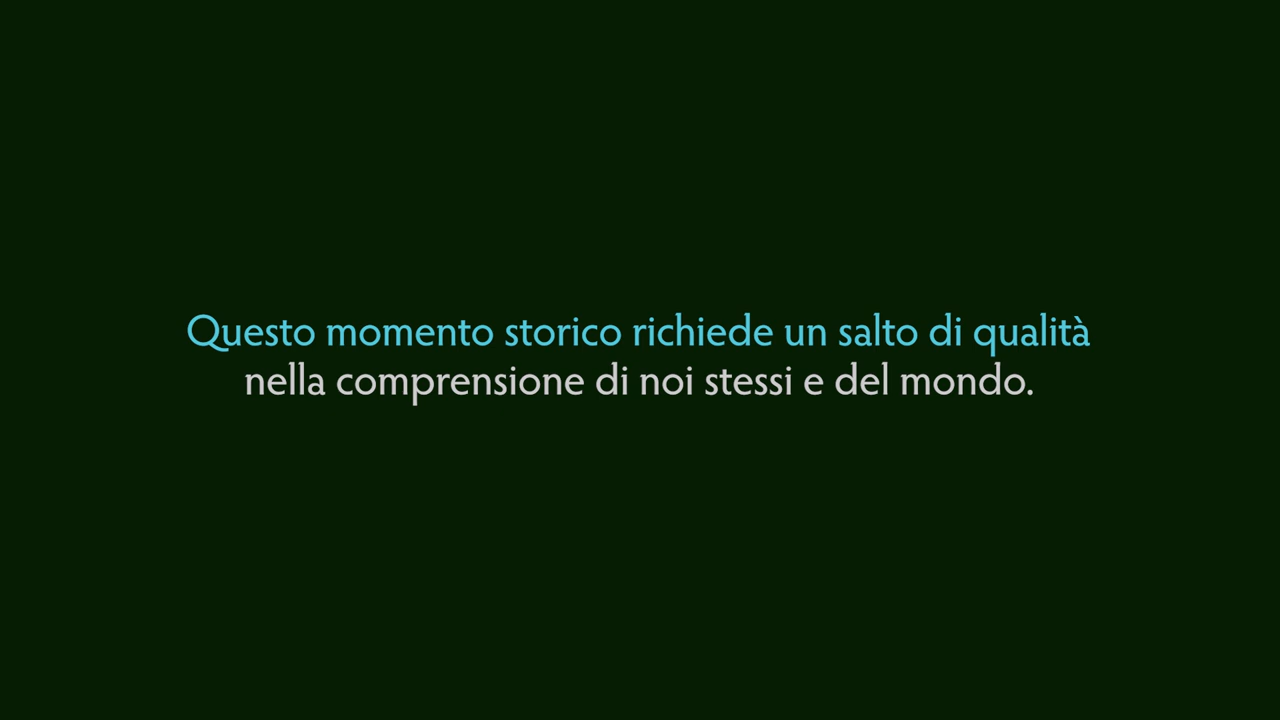 Questo momento storico richiede un salto di qualità
nella comprensione di noi stessi e del mondo.